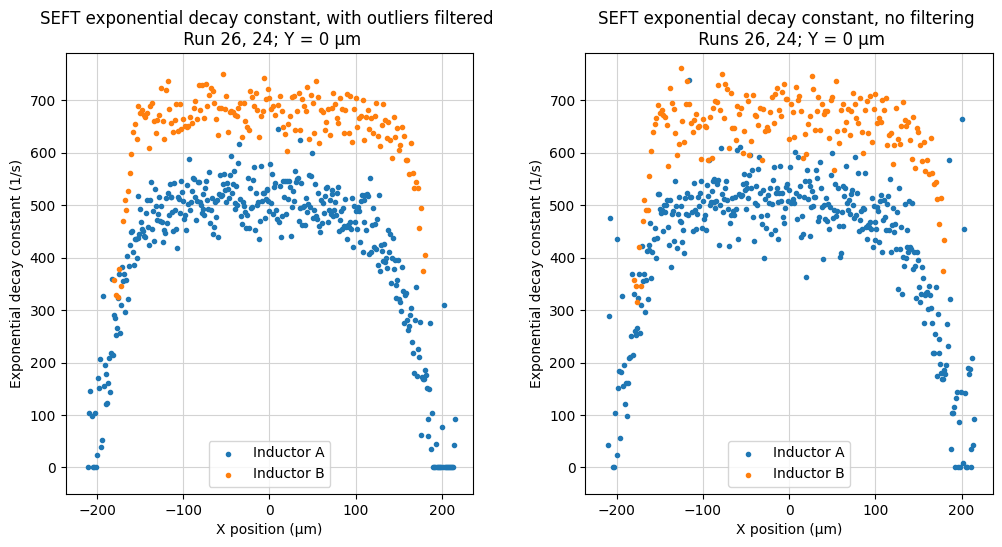 SEFT exponential decay constant, with outliers filtered
Run 26, 24; Y = 0 µm
Exponential decay constant (1/s)
700
600
500
400
300
200
100
0
−200
−100
0
100
200
X position (µm)
Inductor A
Inductor B
SEFT exponential decay constant, no filtering
Runs 26, 24; Y = 0 µm
Exponential decay constant (1/s)
700
600
500
400
300
200
100
0
−200
−100
0
100
200
X position (µm)
Inductor A
Inductor B